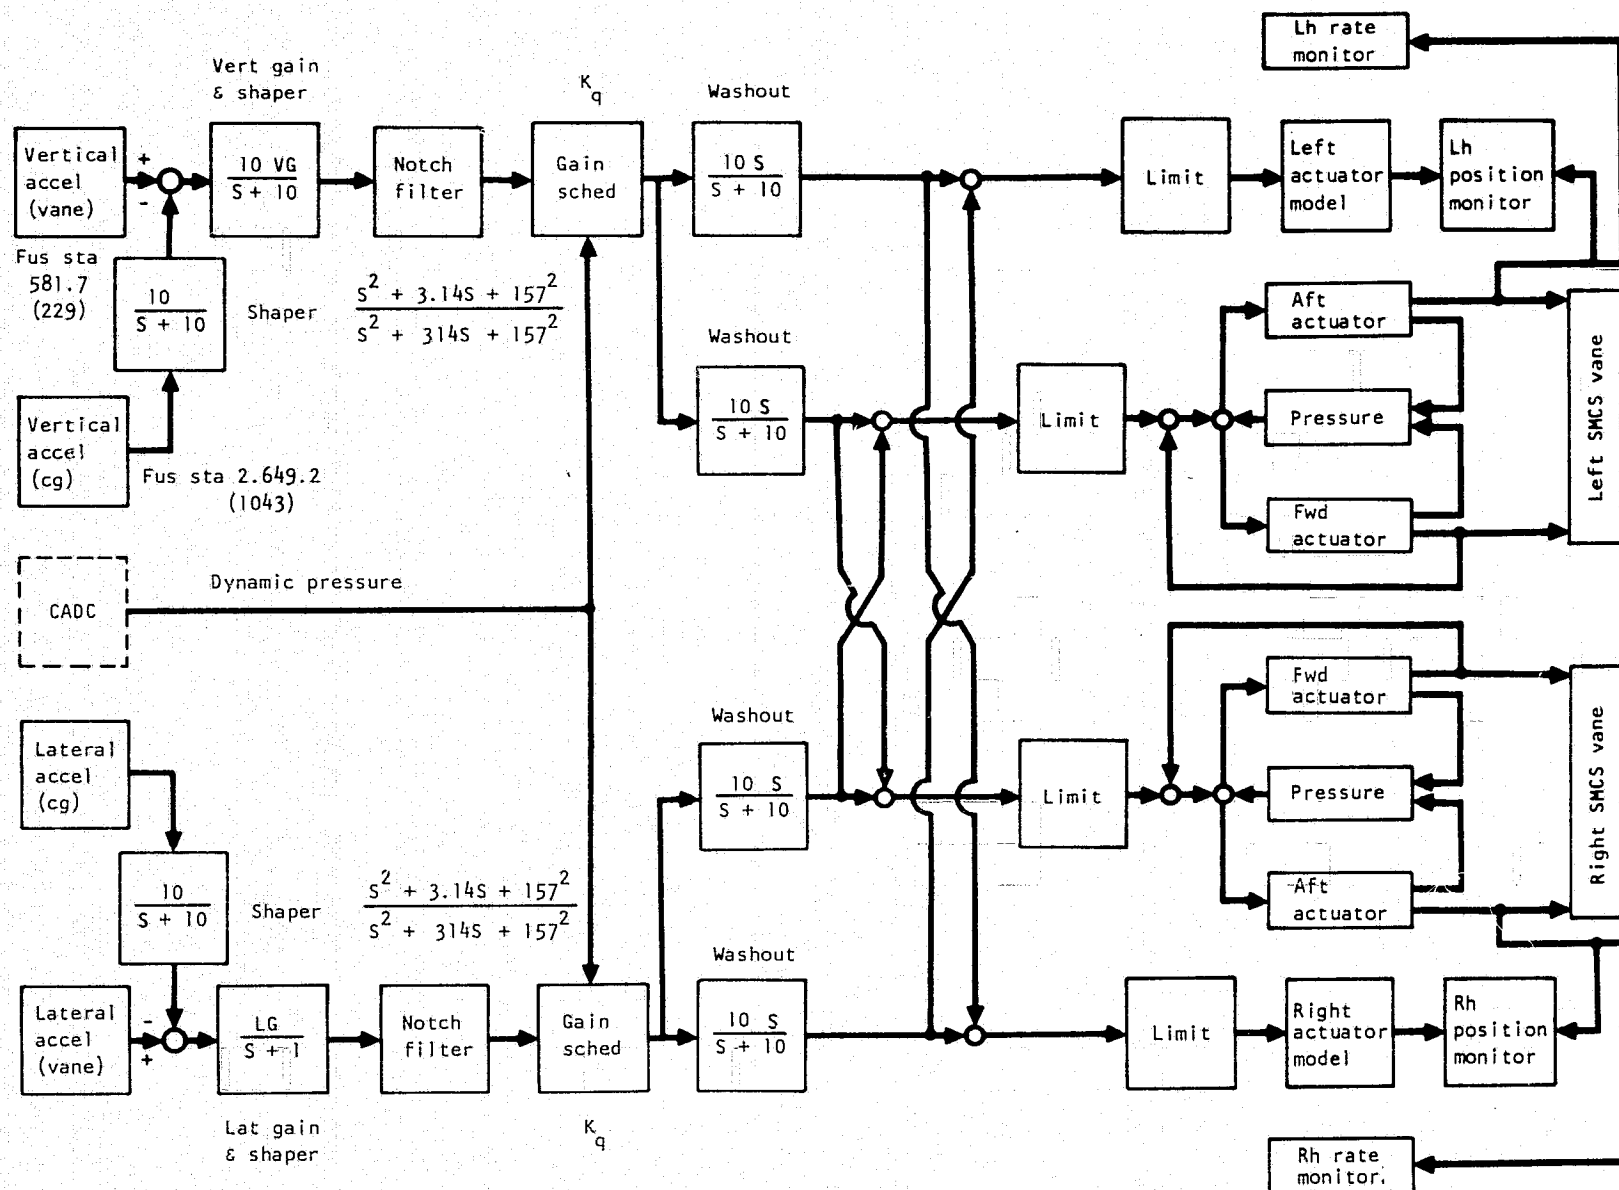 Lh rate
monitor
Vert gain
& shaper
K
q
Washout
Vertical
accel
(vane)
+
-
10 VG
S + 10
Notch
filter
Gain
sched
10 S
S + 10
Limit
Left
actuator
model
Lh
position
monitor
Fus sta
581.7
(229)
10
S + 10
Shaper
S² + 3.14S + 157²
S² + 314S + 157²
Aft
actuator
Washout
Vertical
accel
(cg)
Fus sta 2.649.2
(1043)
10 S
S + 10
Limit
Pressure
Left SMCS vane
Fwd
actuator
CADC
Dynamic pressure
Lateral
accel
(cg)
Washout
10 S
S + 10
Limit
Fwd
actuator
Pressure
Right SMCS vane
Aft
actuator
10
S + 10
Shaper
S² + 3.14S + 157²
S² + 314S + 157²
Washout
Lateral
accel
(vane)
-
+
LG
S + 1
Notch
filter
Gain
sched
10 S
S + 10
Limit
Right
actuator
model
Rh
position
monitor
Lat gain
& shaper
K
q
Rh rate
monitor.